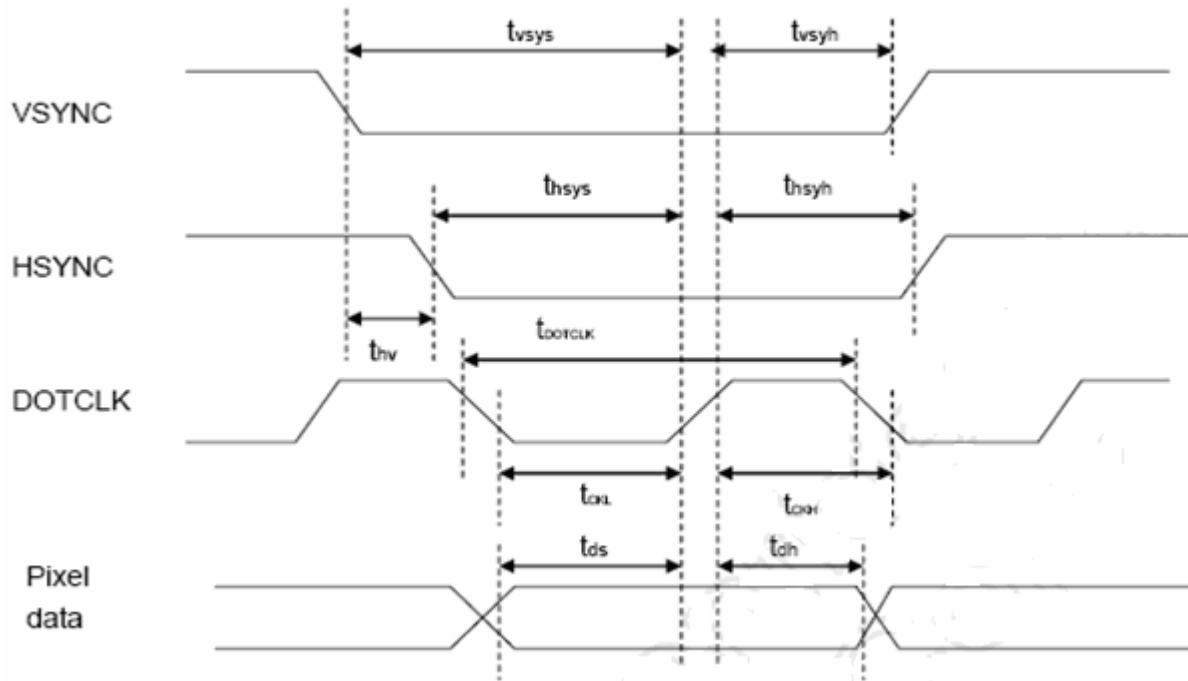 tvsys tvsyh
VSYNC
thsys thsyh
HSYNC
thv tDOTCLK
DOTCLK
tCKL tCKH
tds tdh
Pixel
data